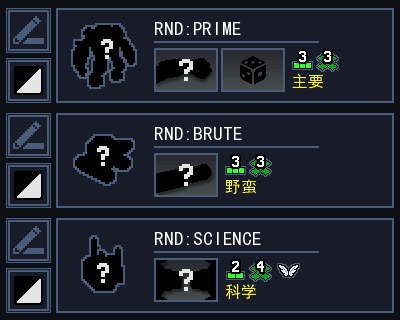 RND:PRIME
?
?
3 3
主要
RND:BRUTE
?
?
3 3
野蛮
RND:SCIENCE
?
?
2 4
科学